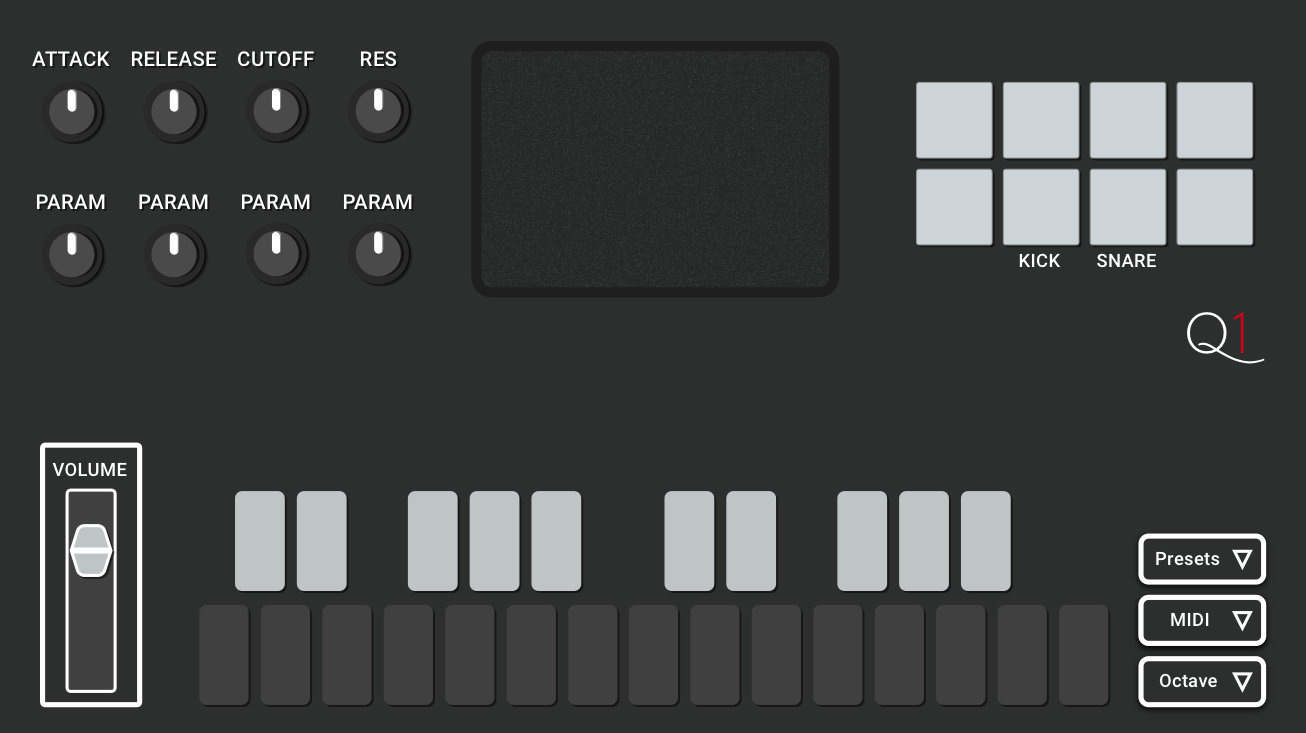 ATTACK RELEASE CUTOFF RES
PARAM PARAM PARAM PARAM
KICK SNARE
Q1
VOLUME
Presets
MIDI
Octave